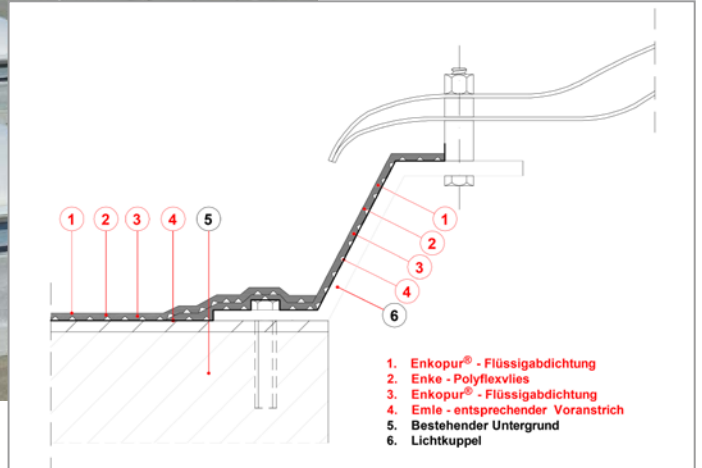 1 2 3 4 5
1
2
3
4
6
1. Enkopur® - Flüssigabdichtung
2. Enke - Polyflexvlies
3. Enkopur® - Flüssigabdichtung
4. Emle - entsprechender Voranstrich
5. Bestehender Untergrund
6. Lichtkuppel